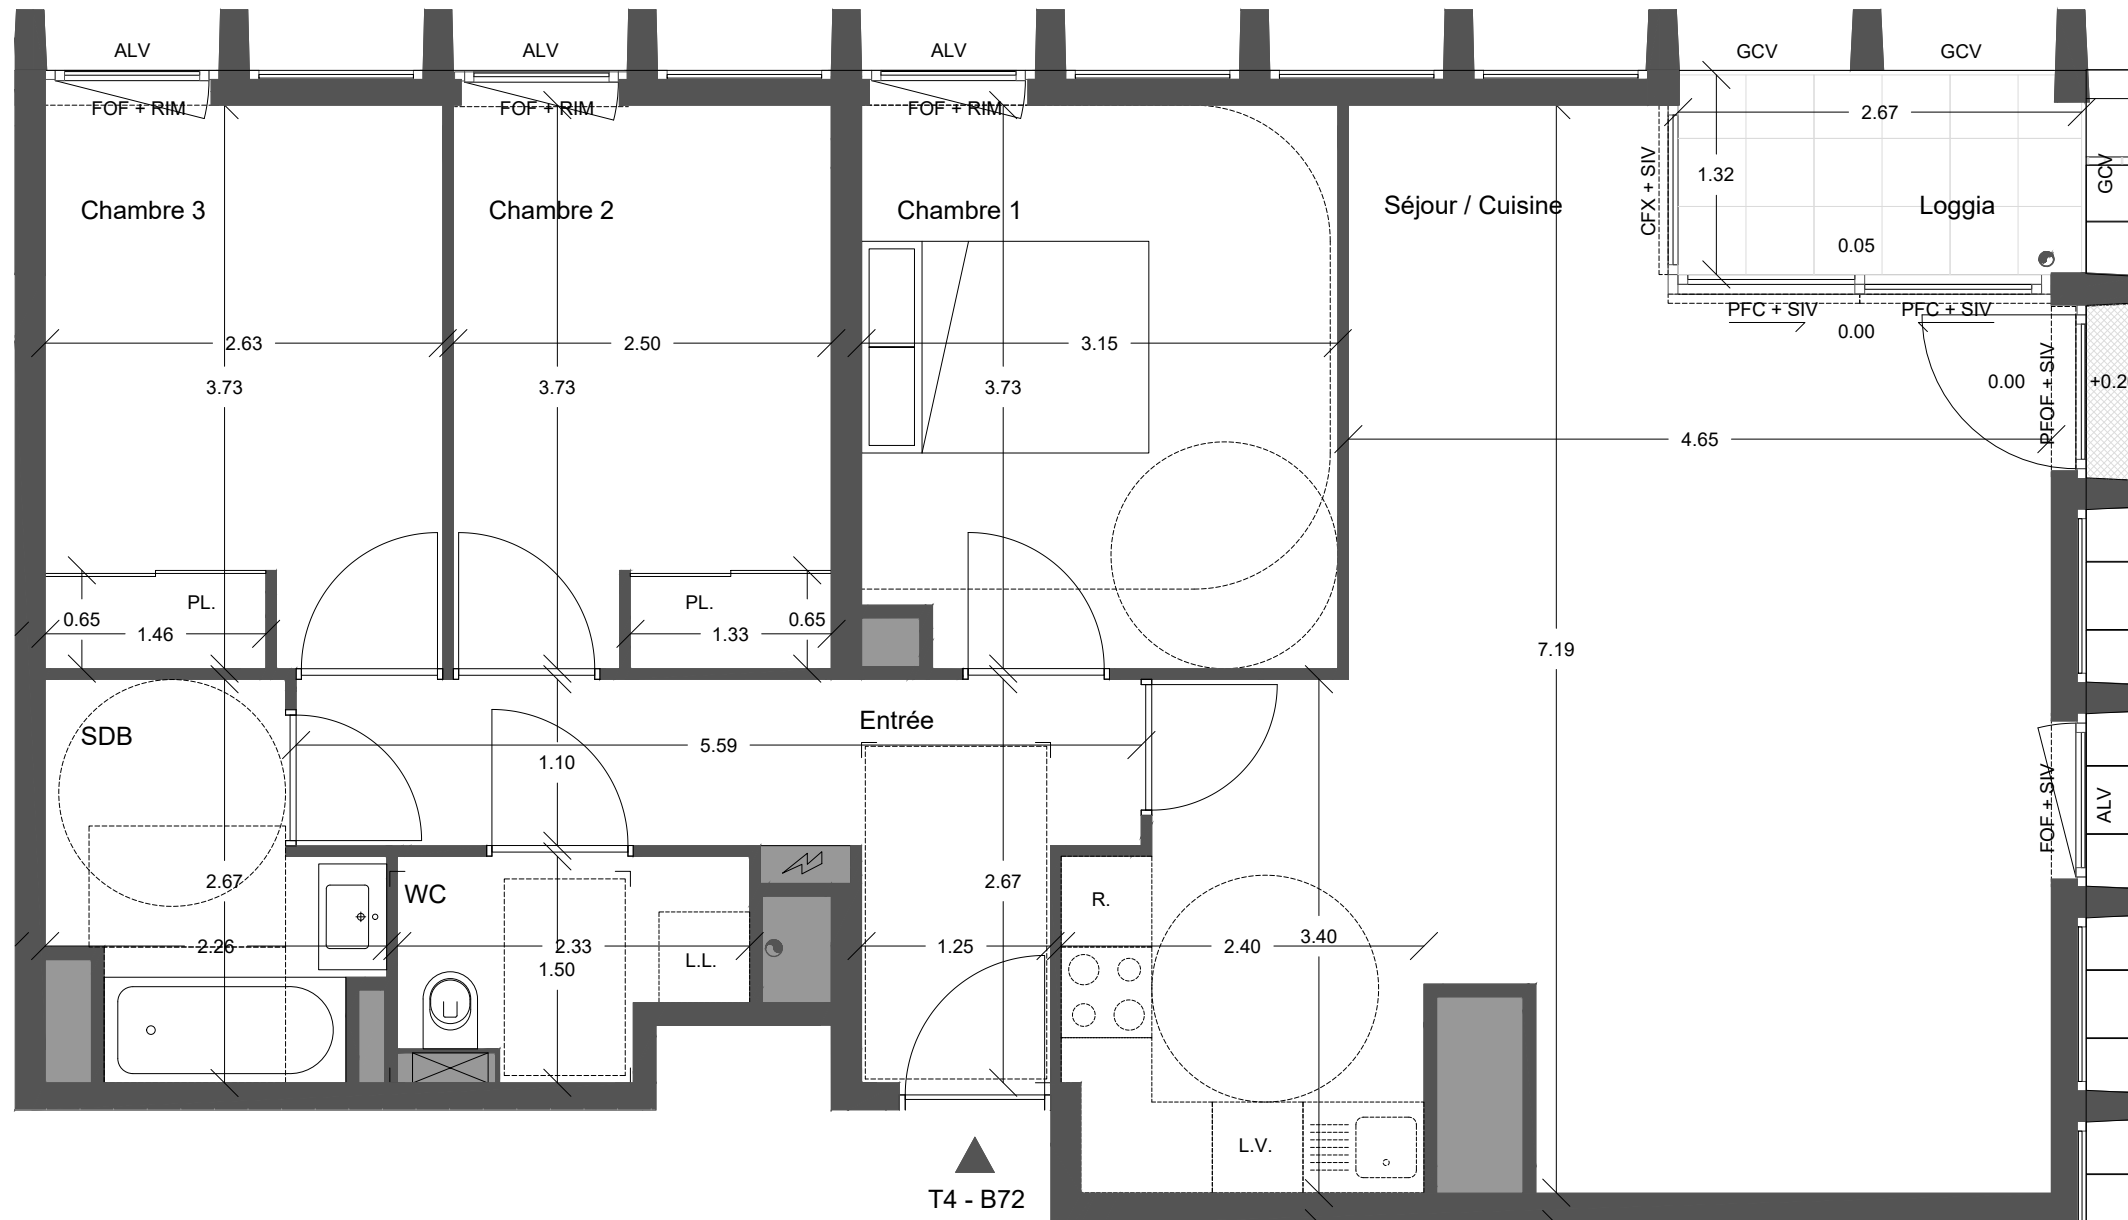 ALV
ALV
ALV
GCV
GCV
FOF + RIM
FOF + RIM
FOF + RIM
2.67
GCV
CFX + SIV
1.32
Chambre 3
Chambre 2
Chambre 1
Séjour / Cuisine
Loggia
0.05
PFC + SIV
PFC + SIV
0.00
2.63
2.50
3.15
PFOF + SIV
0.00
+0.2
3.73
3.73
3.73
4.65
PL.
PL.
0.65
1.46
1.33
0.65
7.19
SDB
Entrée
5.59
1.10
FOF + SIV
ALV
2.67
WC
2.67
R.
2.26
2.33
1.50
L.L.
1.25
2.40
3.40
L.V.
T4 - B72